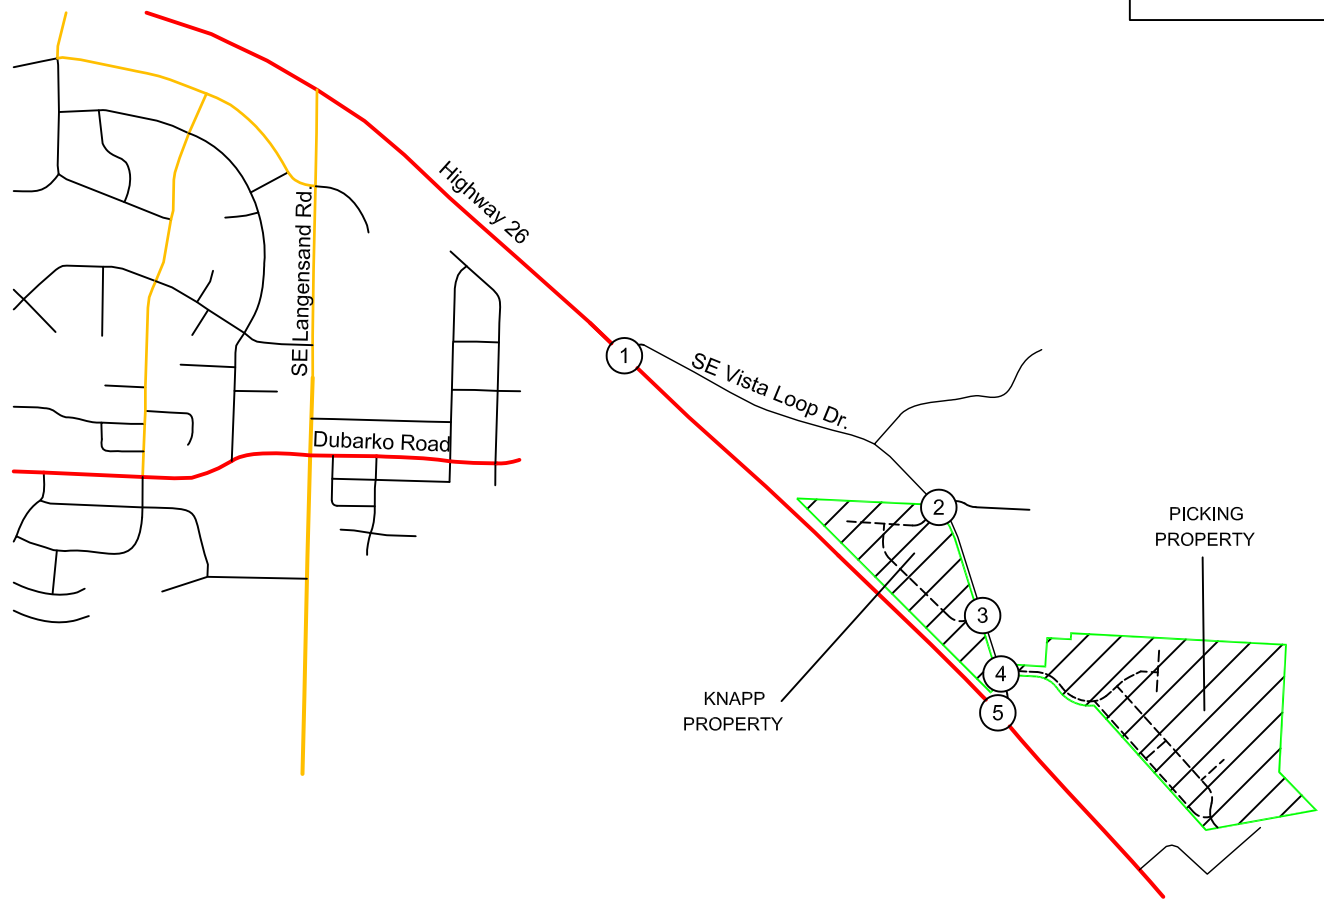 Highway 26
SE Langensand Rd.
1
SE Vista Loop Dr.
Dubarko Road
2
PICKING
PROPERTY
3
4
KNAPP
PROPERTY
5